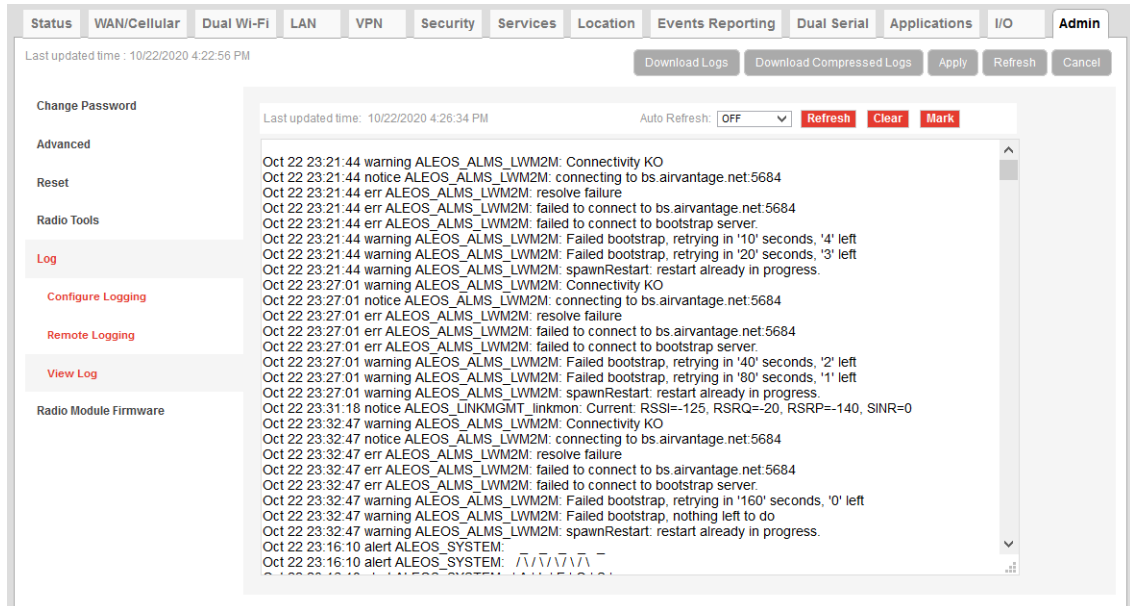 Status WAN/Cellular Dual Wi-Fi LAN VPN Security Services Location Events Reporting Dual Serial Applications I/O Admin
Last updated time : 10/22/2020 4:22:56 PM
Download Logs Download Compressed Logs Apply Refresh Cancel
Change Password
Advanced
Reset
Radio Tools
Log
Configure Logging
Remote Logging
View Log
Radio Module Firmware
Last updated time: 10/22/2020 4:26:34 PM Auto Refresh: OFF Refresh Clear Mark
Oct 22 23:21:44 warning ALEOS_ALMS_LWM2M: Connectivity KO
Oct 22 23:21:44 notice ALEOS_ALMS_LWM2M: connecting to bs.airvantage.net:5684
Oct 22 23:21:44 err ALEOS_ALMS_LWM2M: resolve failure
Oct 22 23:21:44 err ALEOS_ALMS_LWM2M: failed to connect to bs.airvantage.net:5684
Oct 22 23:21:44 err ALEOS_ALMS_LWM2M: failed to connect to bootstrap server.
Oct 22 23:21:44 warning ALEOS_ALMS_LWM2M: Failed bootstrap, retrying in '10' seconds, '4' left
Oct 22 23:21:44 warning ALEOS_ALMS_LWM2M: Failed bootstrap, retrying in '20' seconds, '3' left
Oct 22 23:21:44 warning ALEOS_ALMS_LWM2M: spawnRestart: restart already in progress.
Oct 22 23:27:01 warning ALEOS_ALMS_LWM2M: Connectivity KO
Oct 22 23:27:01 notice ALEOS_ALMS_LWM2M: connecting to bs.airvantage.net:5684
Oct 22 23:27:01 err ALEOS_ALMS_LWM2M: resolve failure
Oct 22 23:27:01 err ALEOS_ALMS_LWM2M: failed to connect to bs.airvantage.net:5684
Oct 22 23:27:01 err ALEOS_ALMS_LWM2M: failed to connect to bootstrap server.
Oct 22 23:27:01 warning ALEOS_ALMS_LWM2M: Failed bootstrap, retrying in '40' seconds, '2' left
Oct 22 23:27:01 warning ALEOS_ALMS_LWM2M: Failed bootstrap, retrying in '80' seconds, '1' left
Oct 22 23:27:01 warning ALEOS_ALMS_LWM2M: spawnRestart: restart already in progress.
Oct 22 23:31:18 notice ALEOS_LINKMGMT_linkmon: Current: RSSI=-125, RSRQ=-20, RSRP=-140, SINR=0
Oct 22 23:32:47 warning ALEOS_ALMS_LWM2M: Connectivity KO
Oct 22 23:32:47 notice ALEOS_ALMS_LWM2M: connecting to bs.airvantage.net:5684
Oct 22 23:32:47 err ALEOS_ALMS_LWM2M: resolve failure
Oct 22 23:32:47 err ALEOS_ALMS_LWM2M: failed to connect to bs.airvantage.net:5684
Oct 22 23:32:47 err ALEOS_ALMS_LWM2M: failed to connect to bootstrap server.
Oct 22 23:32:47 warning ALEOS_ALMS_LWM2M: Failed bootstrap, retrying in '160' seconds, '0' left
Oct 22 23:32:47 warning ALEOS_ALMS_LWM2M: Failed bootstrap, nothing left to do
Oct 22 23:32:47 warning ALEOS_ALMS_LWM2M: spawnRestart: restart already in progress.
Oct 22 23:16:10 alert ALEOS_SYSTEM: _ _ _ _ _
Oct 22 23:16:10 alert ALEOS_SYSTEM: / \ / \ / \ / \ / \